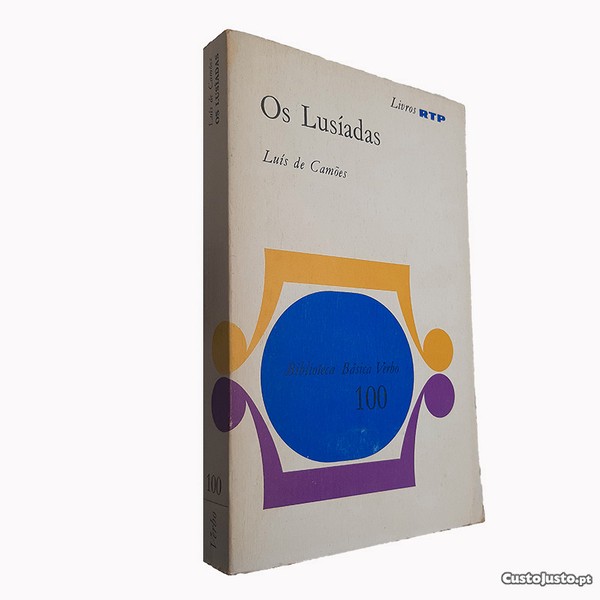 Livros RTP
Os Lusíadas
Luís de Camões
Biblioteca Básica Verbo
100
Luís de Camões
OS LUSÍADAS
100
Verbo
CustoJusto.pt